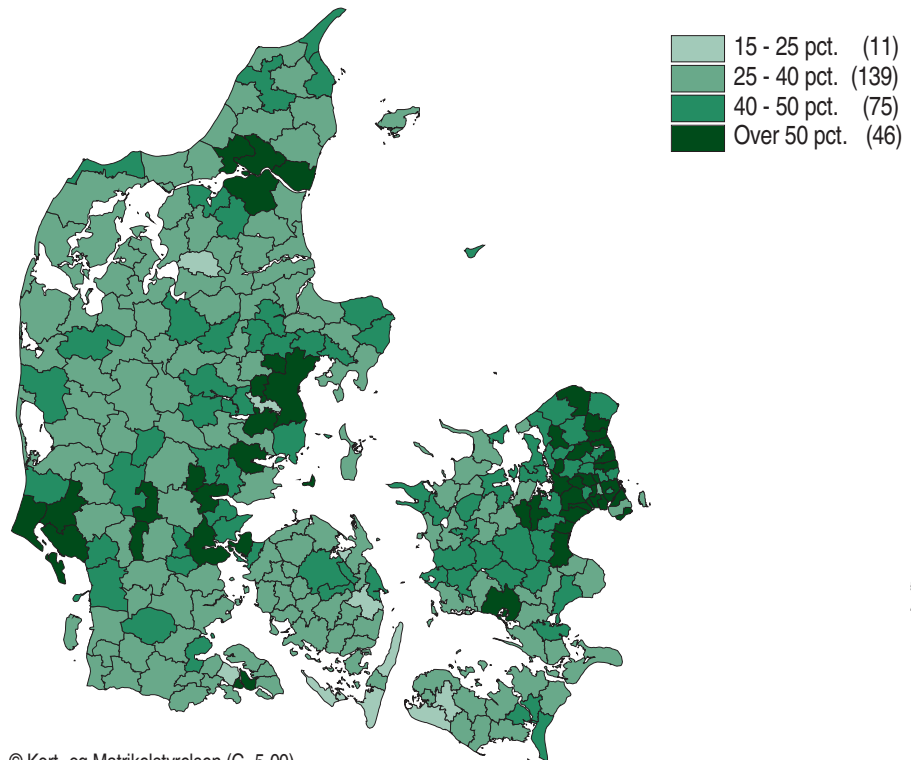 15 - 25 pct. (11)
25 - 40 pct. (139)
40 - 50 pct. (75)
Over 50 pct. (46)